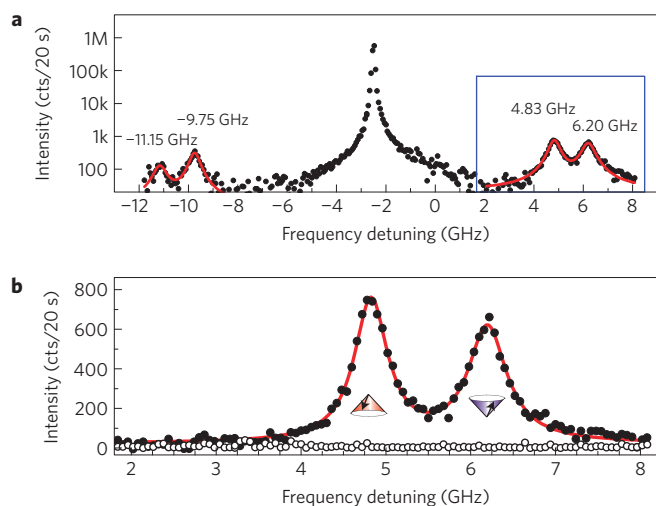 a
Intensity (cts/20 s)
1M
100k
10k
1k
100
−11.15 GHz
−9.75 GHz
4.83 GHz
6.20 GHz
−12 −10 −8 −6 −4 −2 0 2 4 6 8
Frequency detuning (GHz)
b
Intensity (cts/20 s)
800
600
400
200
0
2 3 4 5 6 7 8
Frequency detuning (GHz)